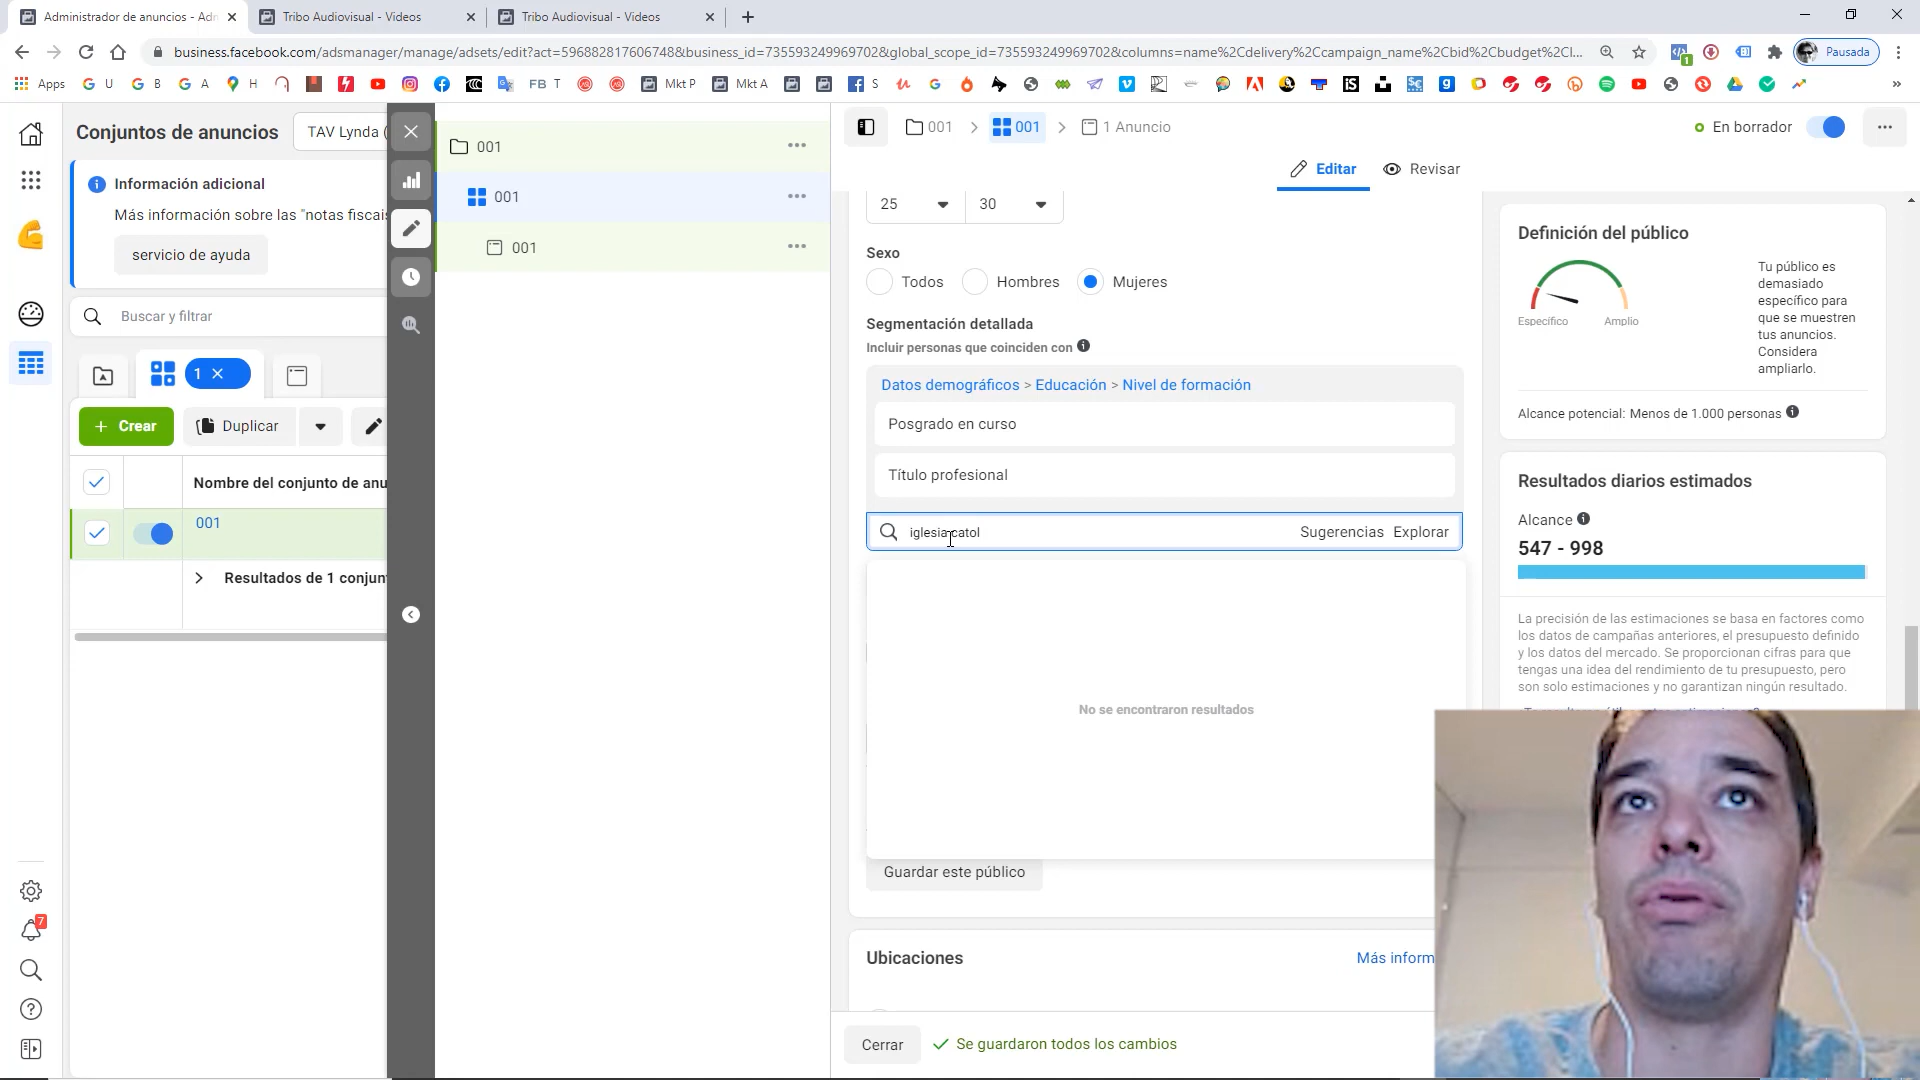 Administrador de anuncios - Adm
Tribo Audiovisual - Videos
Tribo Audiovisual - Videos
business.facebook.com/adsmanager/manage/adsets/edit?act=596882817606748&business_id=735593249969702&global_scope_id=735593249969702&columns=name%2Cdelivery%2Ccampaign_name%2Cbid%2Cbudget%2Cl...
1
Pausada
Apps
U
B
A
H
FB T
Mkt P
Mkt A
S
Conjuntos de anuncios
TAV Lynda (
Información adicional
Más información sobre las "notas fiscais
servicio de ayuda
Buscar y filtrar
1
Crear
Duplicar
Nombre del conjunto de anu
001
Resultados de 1 conjunt
7
001
001
001
001
001
1 Anuncio
En borrador
Editar
Revisar
25
30
Sexo
Todos
Hombres
Mujeres
Segmentación detallada
Incluir personas que coinciden con
Datos demográficos > Educación > Nivel de formación
Posgrado en curso
Título profesional
iglesia catol
Sugerencias
Explorar
No se encontraron resultados
Guardar este público
Ubicaciones
Más inform
Cerrar
Se guardaron todos los cambios
Definición del público
Específico
Amplio
Tu público es
demasiado
específico para
que se muestren
tus anuncios.
Considera
ampliarlo.
Alcance potencial: Menos de 1.000 personas
Resultados diarios estimados
Alcance
547 - 998
La precisión de las estimaciones se basa en factores como
los datos de campañas anteriores, el presupuesto definido
y los datos del mercado. Se proporcionan cifras para que
tengas una idea del rendimiento de tu presupuesto, pero
son solo estimaciones y no garantizan ningún resultado.